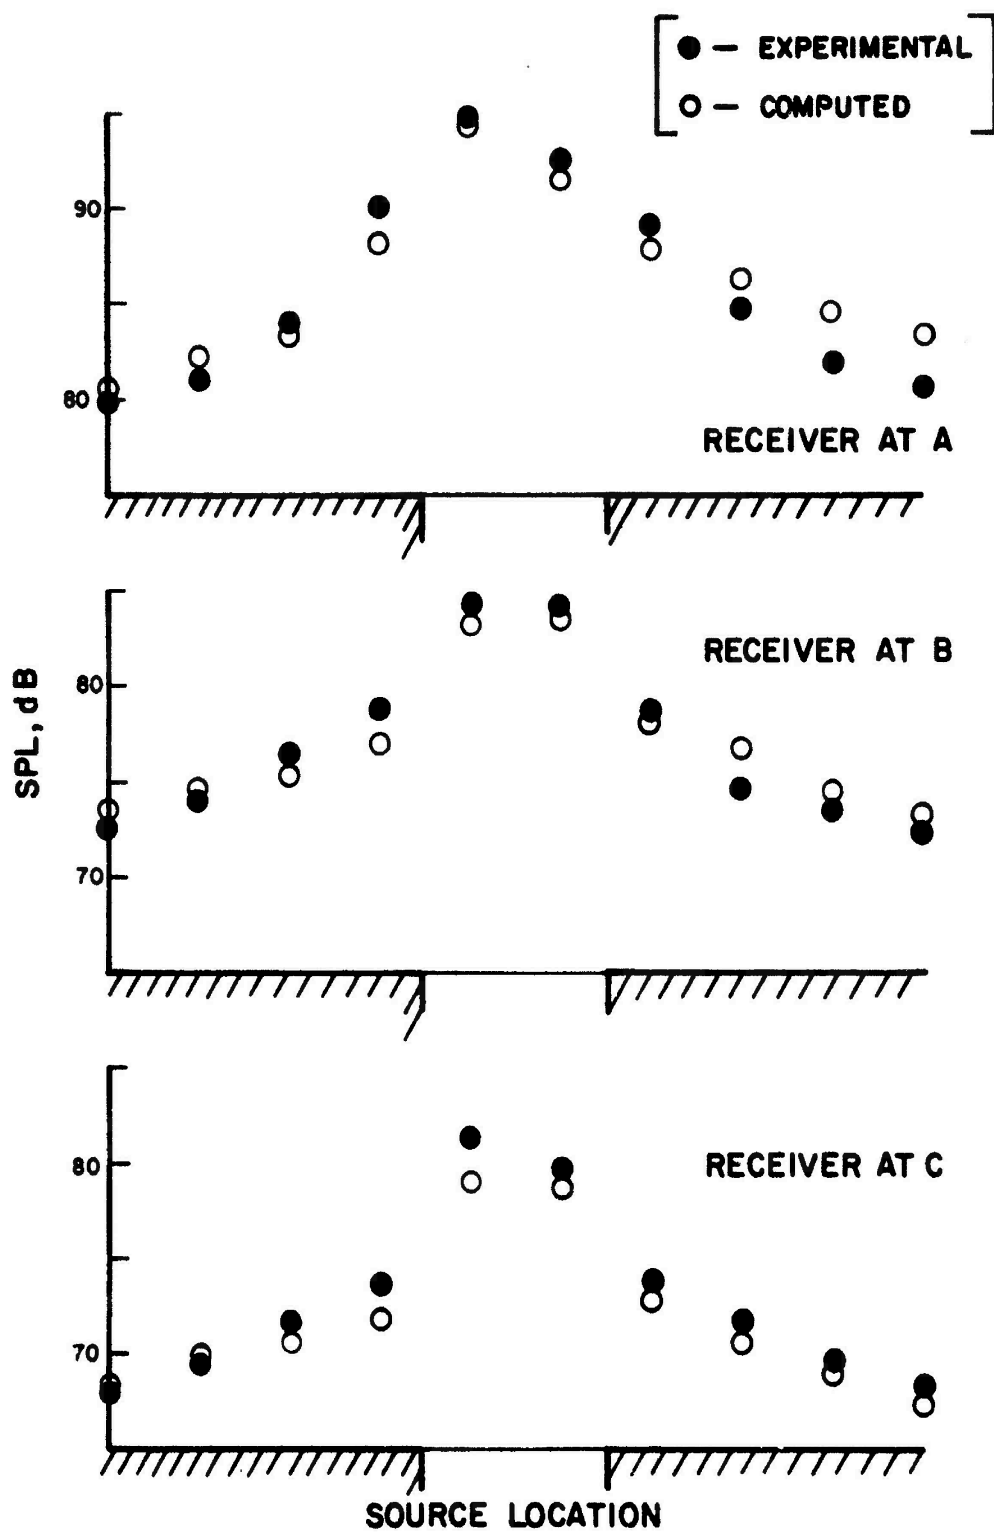 ● — EXPERIMENTAL
○ — COMPUTED
90
80
RECEIVER AT A
RECEIVER AT B
80
70
SPL, dB
80
RECEIVER AT C
70
SOURCE LOCATION